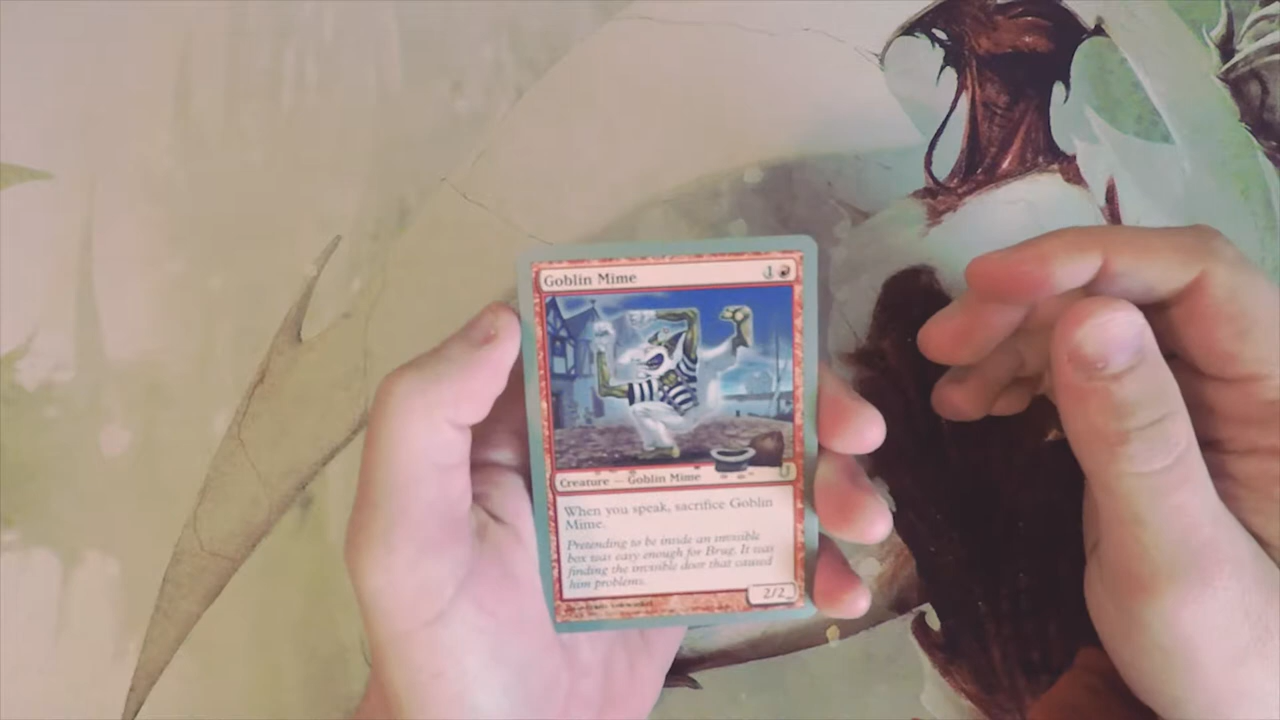 Goblin Mime 1
Creature — Goblin Mime
When you speak, sacrifice Goblin
Mime.
Pretending to be inside an invisible
box was easy enough for Brug. It was
finding the invisible door that caused
him problems.
2/2